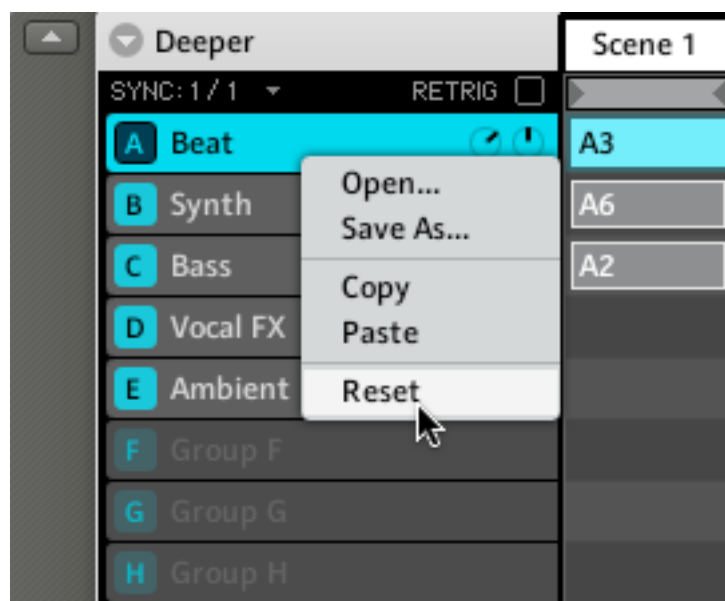 Deeper
Scene 1
SYNC: 1 / 1
RETRIG
A Beat
A3
Open...
B Synth
A6
Save As...
C Bass
A2
Copy
D Vocal FX
Paste
E Ambient
Reset
F Group F
G Group G
H Group H